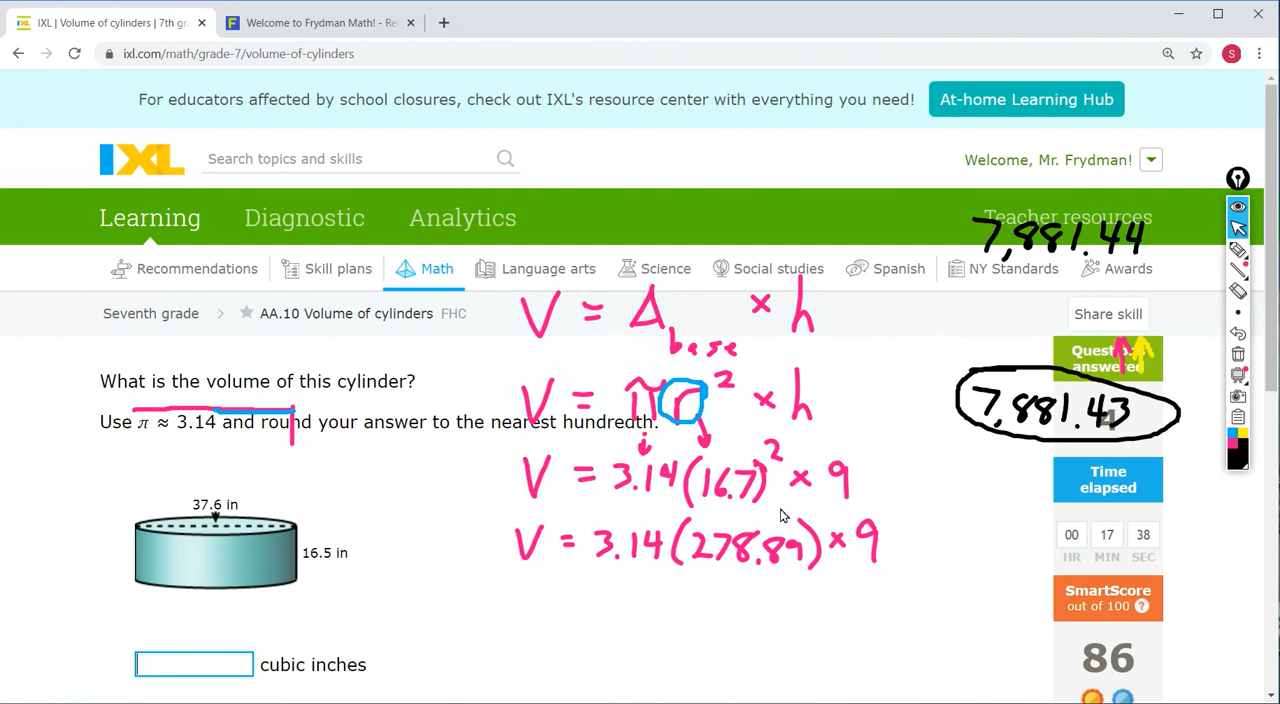 IXL | Volume of cylinders | 7th gra
Welcome to Frydman Math! - Re
ixl.com/math/grade-7/volume-of-cylinders
S
For educators affected by school closures, check out IXL's resource center with everything you need!
At-home Learning Hub
IXL
Search topics and skills
Welcome, Mr. Frydman!
Learning
Diagnostic
Analytics
Teacher resources
7,881.44
Recommendations
Skill plans
Math
Language arts
Science
Social studies
Spanish
NY Standards
Awards
Seventh grade > AA.10 Volume of cylinders FHC
Share skill
V = A base × h
Questions answered
4
What is the volume of this cylinder?
Use π ≈ 3.14 and round your answer to the nearest hundredth.
V = πr² × h
7,881.43
V = 3.14(16.7)² × 9
V = 3.14(278.89) × 9
37.6 in
16.5 in
Time elapsed
00 17 38
HR MIN SEC
SmartScore
out of 100 ?
86
cubic inches